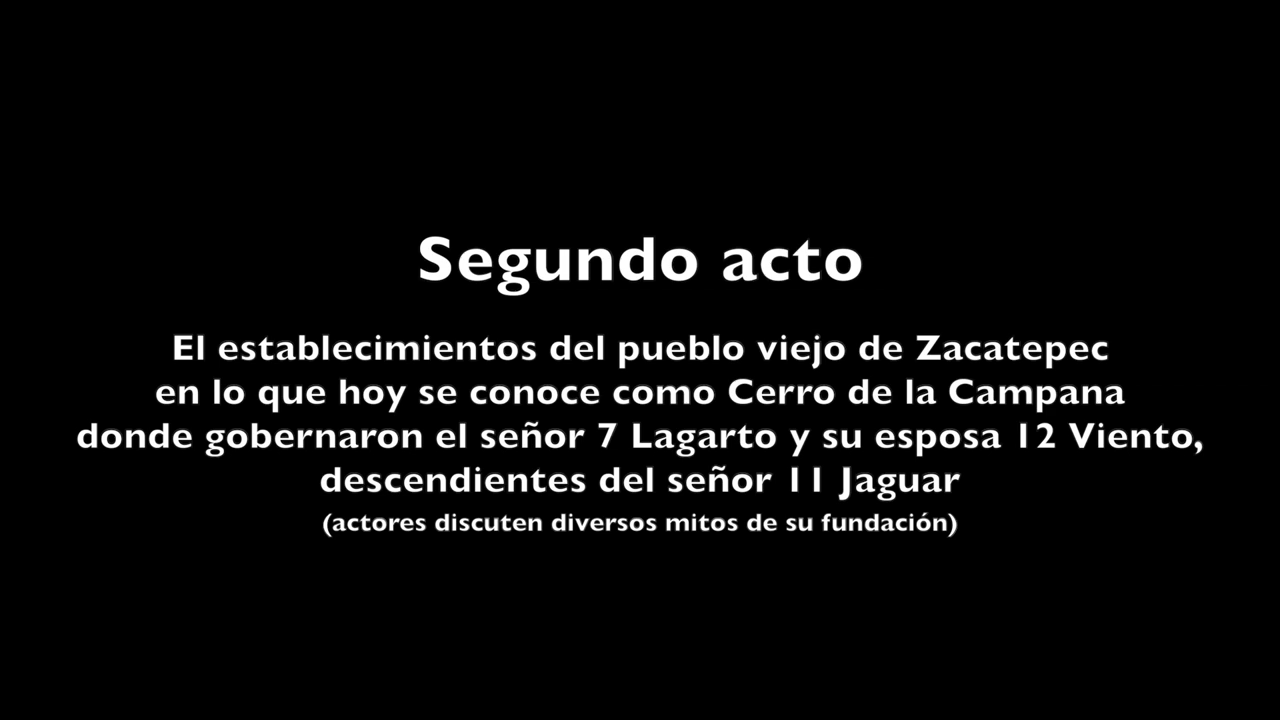 Segundo acto
El establecimientos del pueblo viejo de Zacatepec
en lo que hoy se conoce como Cerro de la Campana
donde gobernaron el señor 7 Lagarto y su esposa 12 Viento,
descendientes del señor 11 Jaguar
(actores discuten diversos mitos de su fundación)